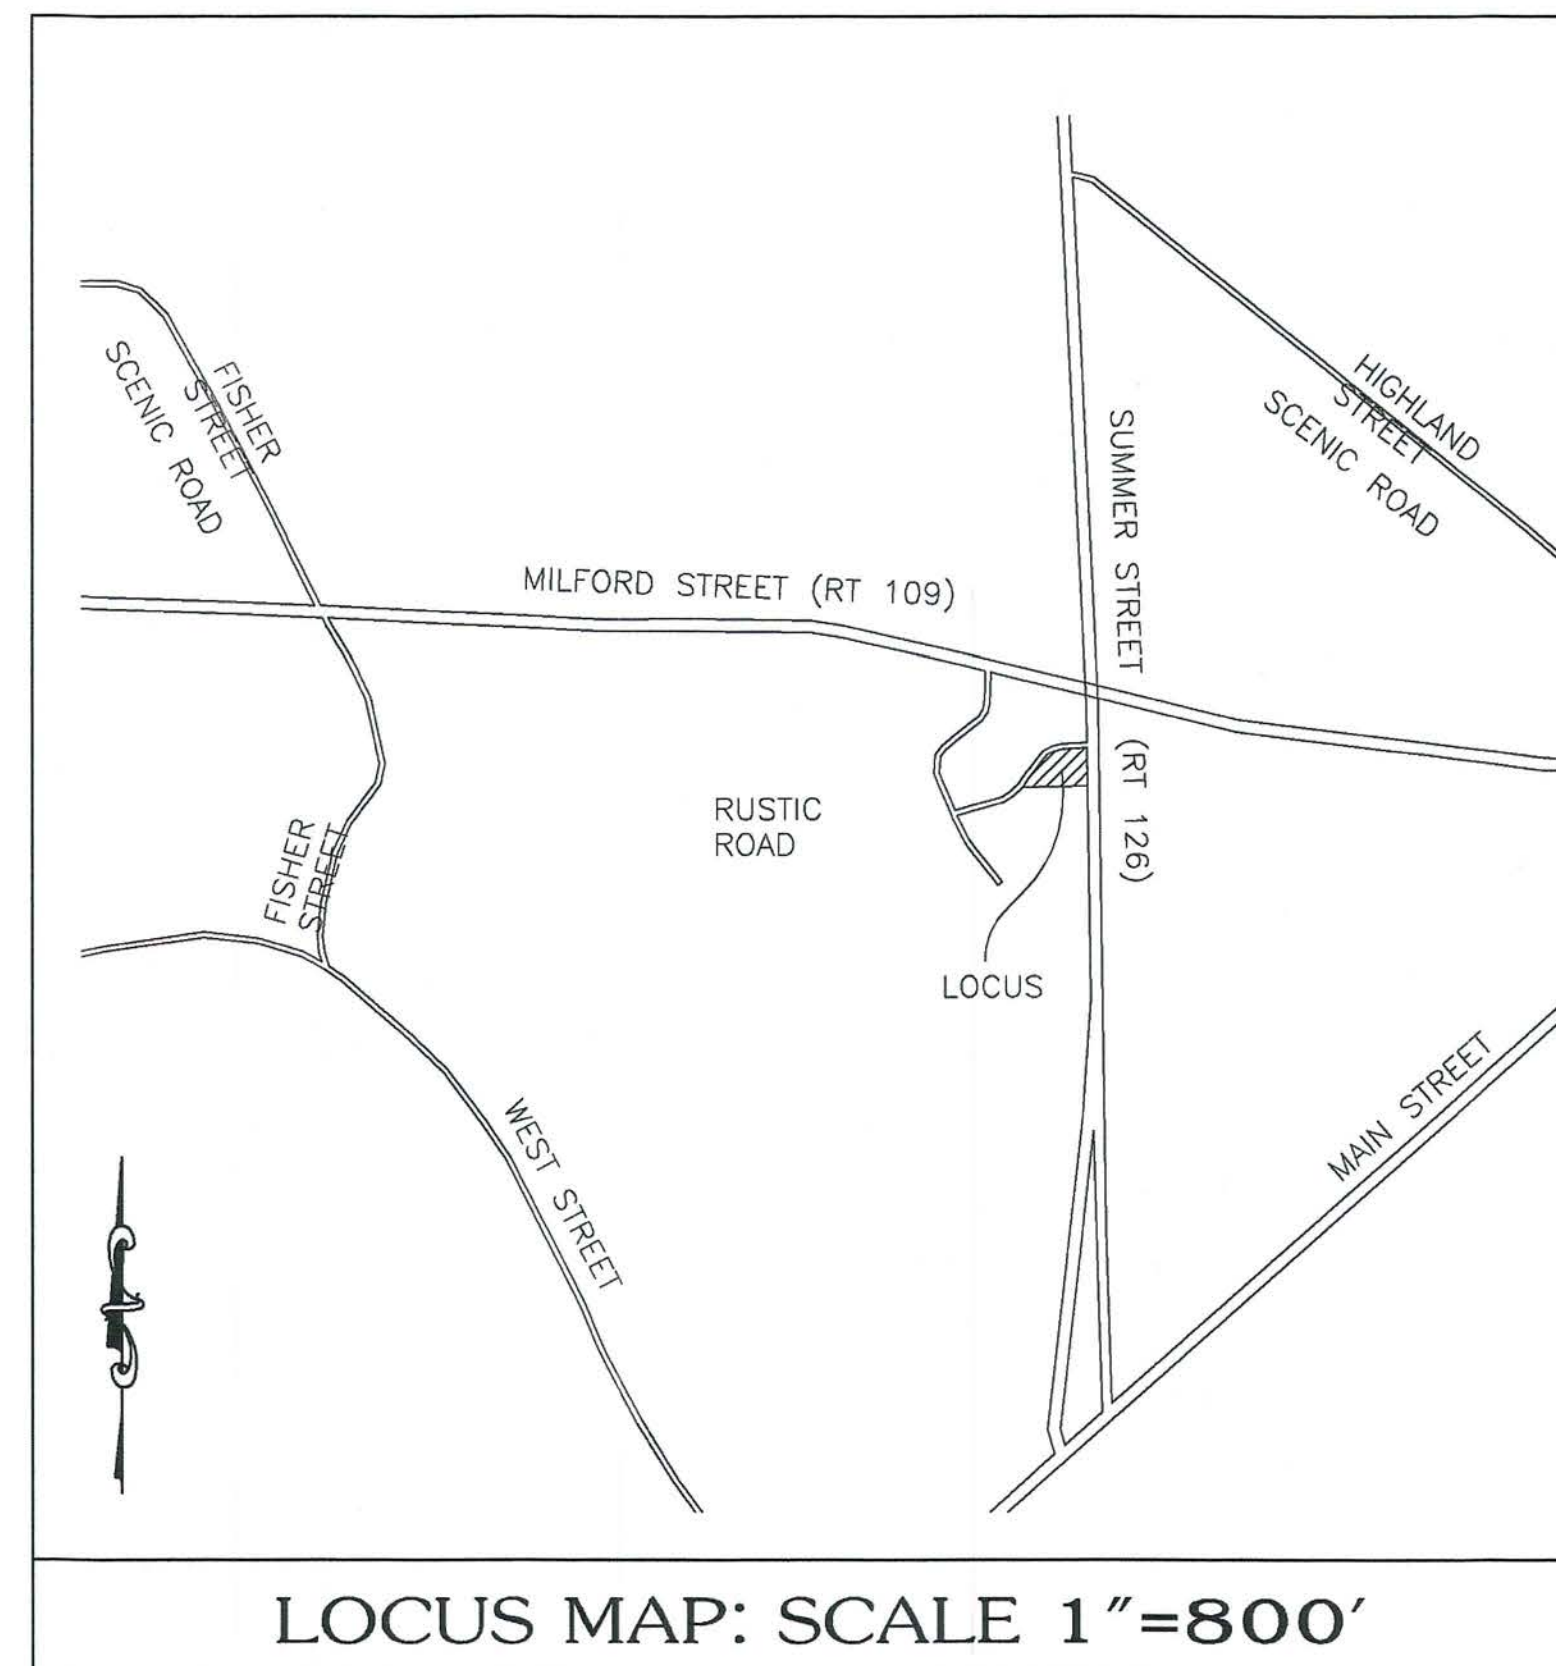 FISHER
STREET
SCENIC ROAD
HIGHLAND
STREET
SCENIC ROAD
SUMMER STREET (RT 126)
MILFORD STREET (RT 109)
RUSTIC
ROAD
FISHER
STREET
LOCUS
MAIN STREET
WEST STREET
LOCUS MAP: SCALE 1"=800'